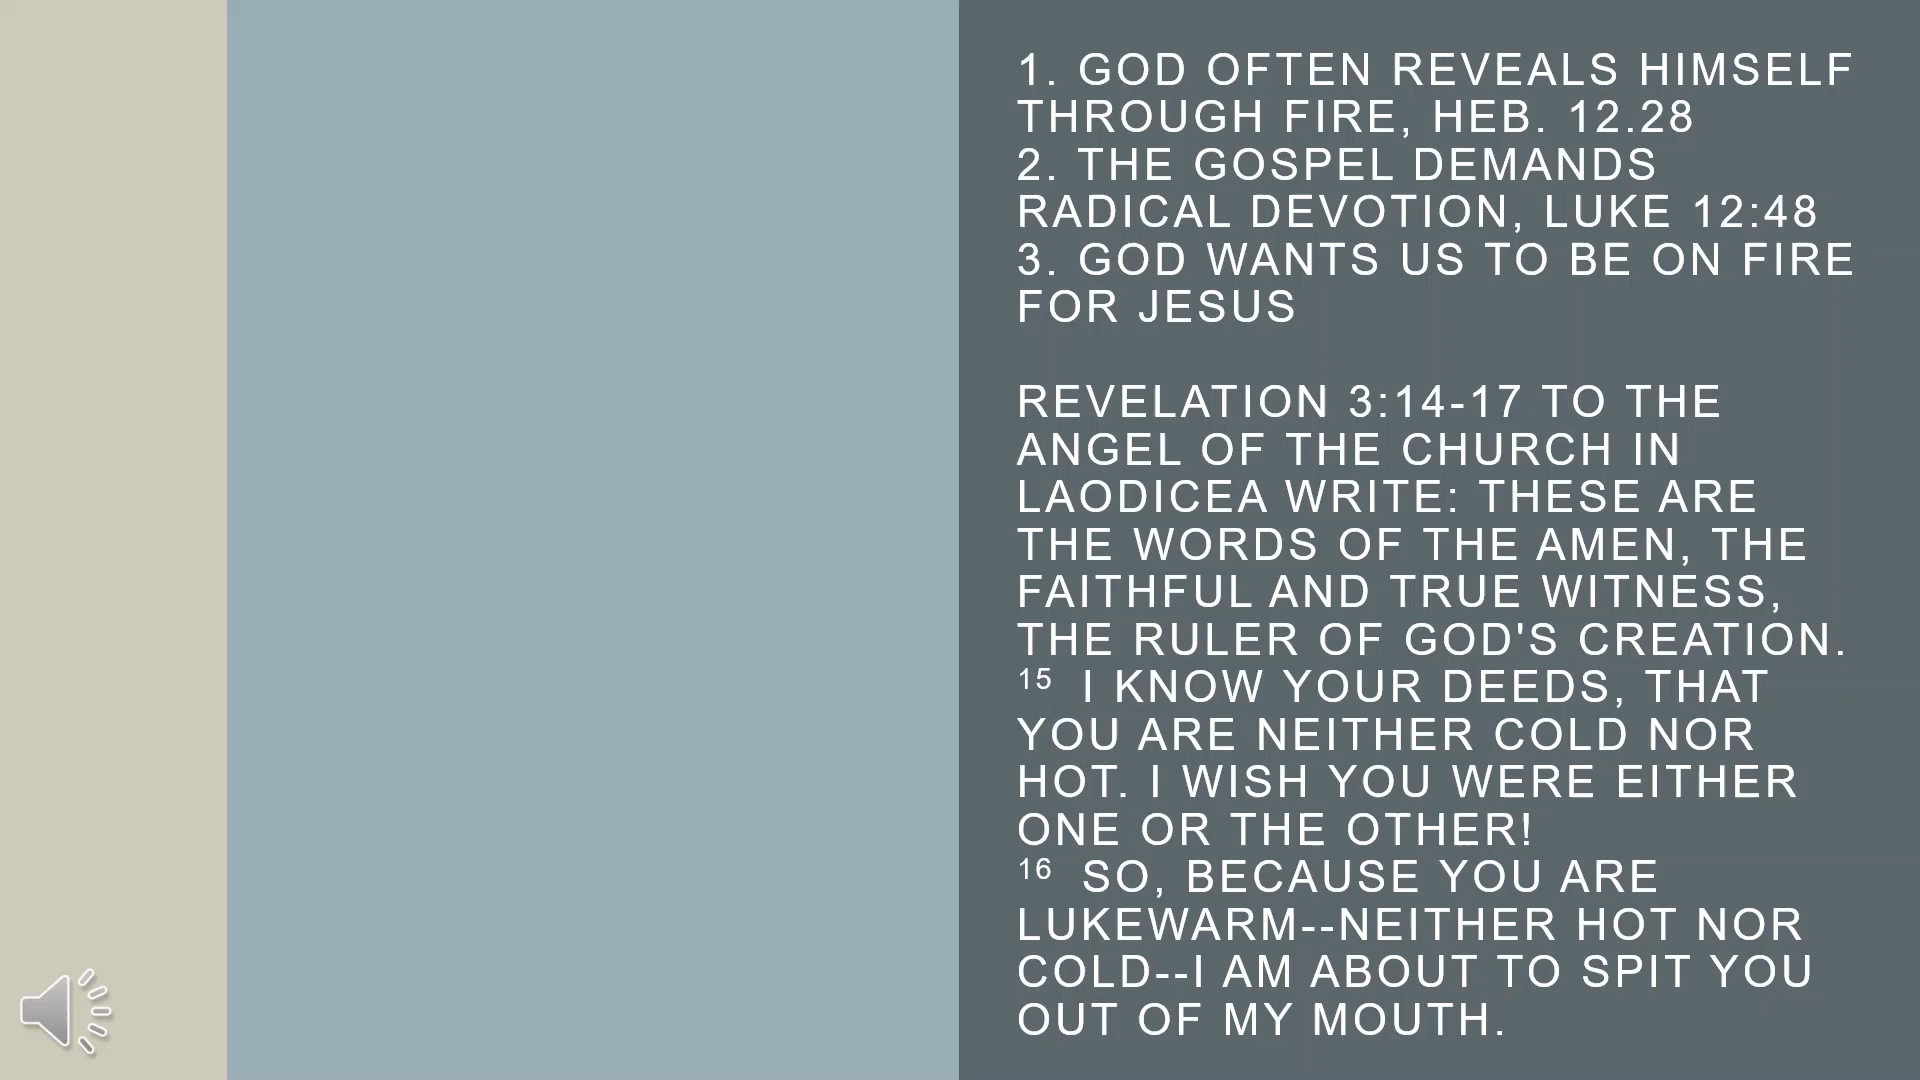 1. GOD OFTEN REVEALS HIMSELF
THROUGH FIRE, HEB. 12.28
2. THE GOSPEL DEMANDS
RADICAL DEVOTION, LUKE 12:48
3. GOD WANTS US TO BE ON FIRE
FOR JESUS
REVELATION 3:14-17 TO THE
ANGEL OF THE CHURCH IN
LAODICEA WRITE: THESE ARE
THE WORDS OF THE AMEN, THE
FAITHFUL AND TRUE WITNESS,
THE RULER OF GOD'S CREATION.
15 I KNOW YOUR DEEDS, THAT
YOU ARE NEITHER COLD NOR
HOT. I WISH YOU WERE EITHER
ONE OR THE OTHER!
16 SO, BECAUSE YOU ARE
LUKEWARM--NEITHER HOT NOR
COLD--I AM ABOUT TO SPIT YOU
OUT OF MY MOUTH.